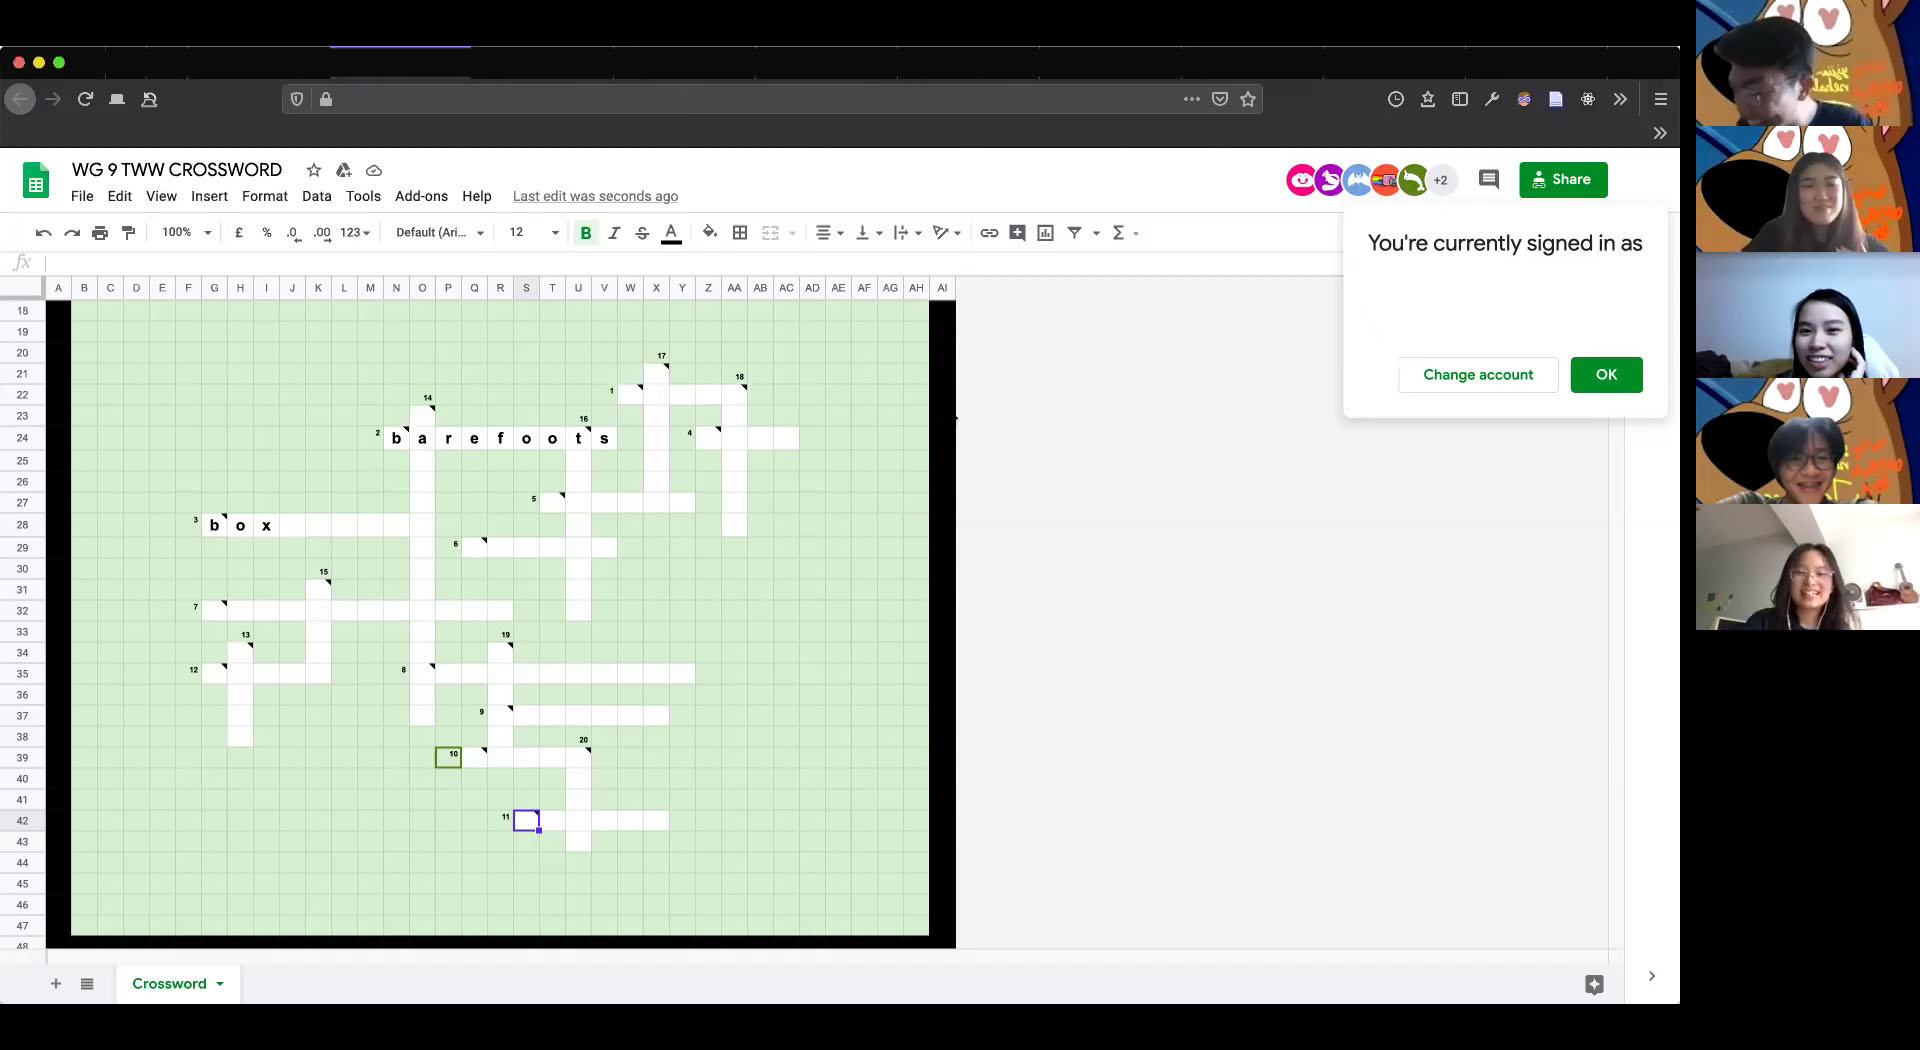 WG 9 TWW CROSSWORD
File Edit View Insert Format Data Tools Add-ons Help Last edit was seconds ago
+2
Share
100% £ % .0 .00 123 Default (Ari... 12 B I S A Σ
fx
You're currently signed in as
Change account
OK
A B C D E F G H I J K L M N O P Q R S T U V W X Y Z AA AB AC AD AE AF AG AH AI
18
19
20
17
21
18
22 1
14
23
16
24 2 b a r e f o o t s 4
25
26
27 5
28 3 b o x
29 6
30
15
31
32 7
33
13 19
34
35 12 8
36
37 9
38
20
39 10
40
41
42 11
43
44
45
46
47
48
Crossword